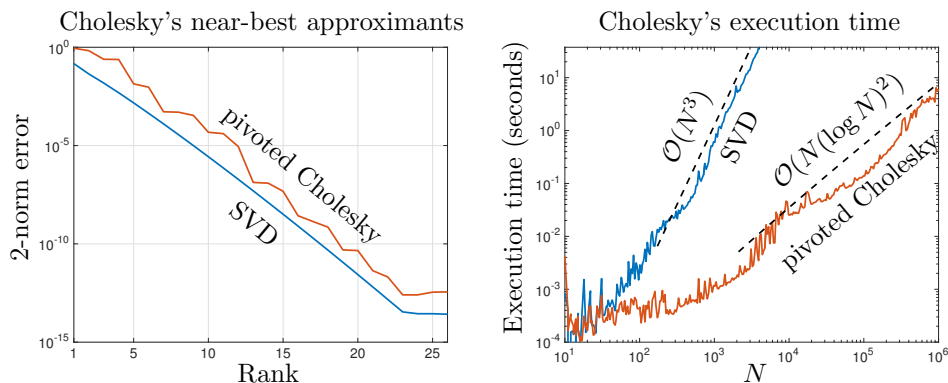 Cholesky's near-best approximants
10^0
10^-5
10^-10
10^-15
2-norm error
pivoted Cholesky
SVD
1 5 10 15 20 25
Rank
Cholesky's execution time
10^1
10^0
10^-1
10^-2
10^-3
10^-4
Execution time (seconds)
O(N^3)
SVD
O(N(log N)^2)
pivoted Cholesky
10^1 10^2 10^3 10^4 10^5 10^6
N